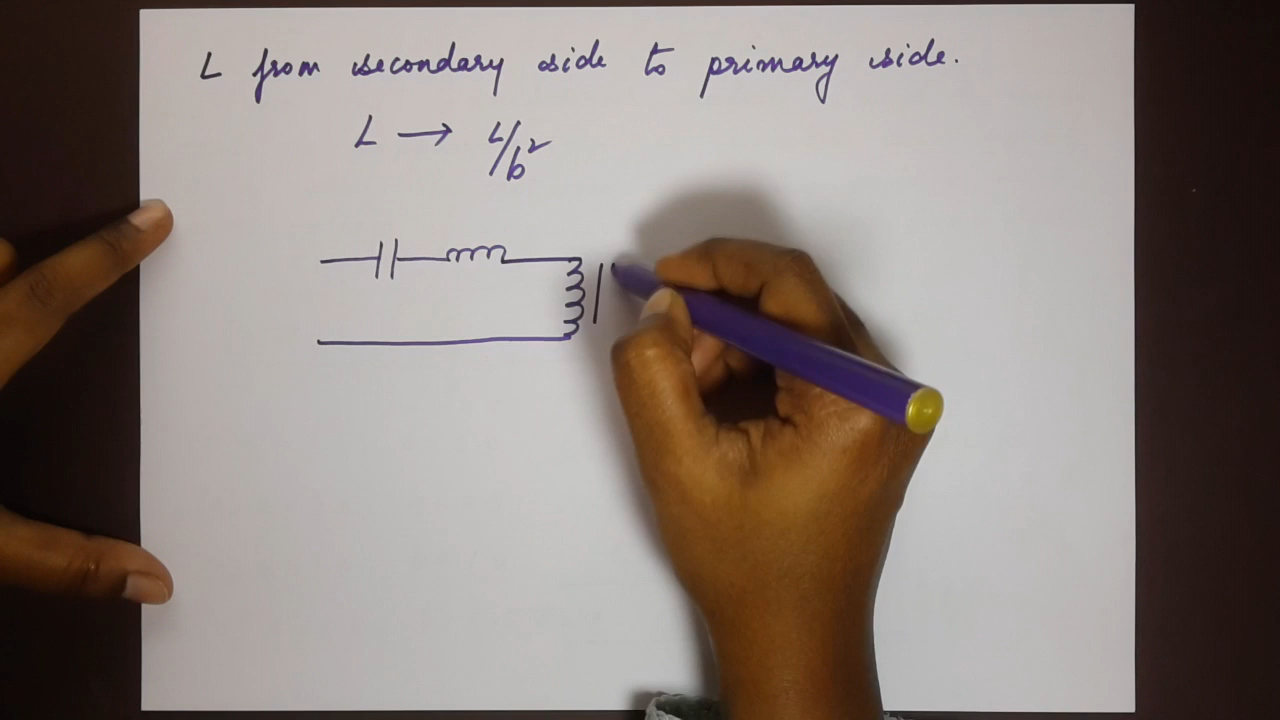 L from secondary side to primary side.
L → L/b²